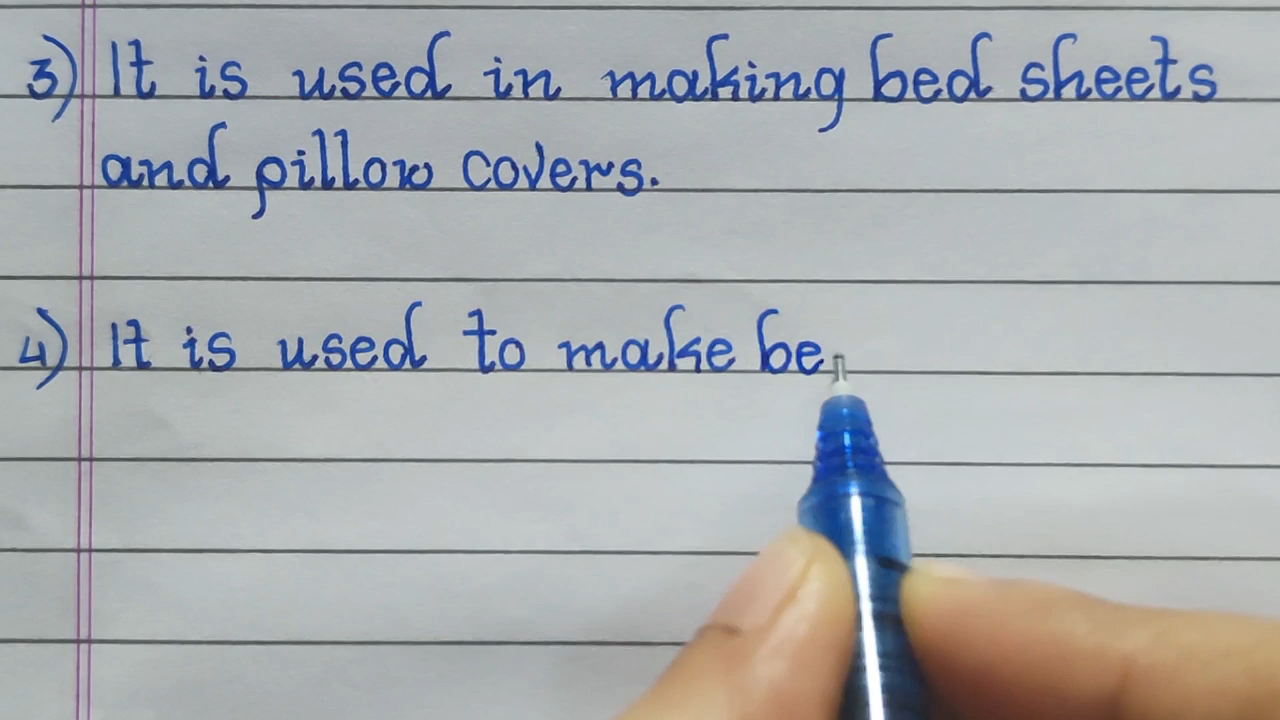 3) It is used in making bed sheets
and pillow covers.
4) It is used to make be